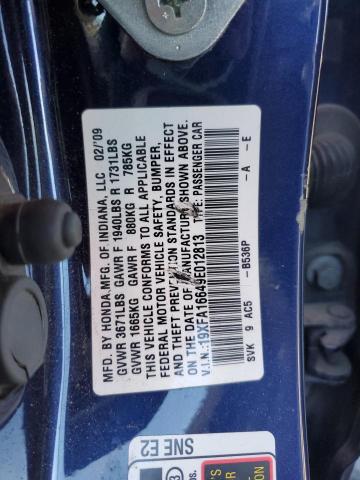 MFD. BY HONDA MFG. OF INDIANA, LLC 02/'09
GVWR 3671LBS GAWR F 1940LBS R 1731LBS
GVWR 1665KG GAWR F 880KG R 785KG
THIS VEHICLE CONFORMS TO ALL APPLICABLE
FEDERAL MOTOR VEHICLE SAFETY, BUMPER,
AND THEFT PREVENTION STANDARDS IN EFFECT
ON THE DATE OF MANUFACTURE SHOWN ABOVE.
V.I.N.: 19XFA16649E012813 TYPE: PASSENGER CAR
SVK 9 AC5 -B536P -A -E
SNE E2